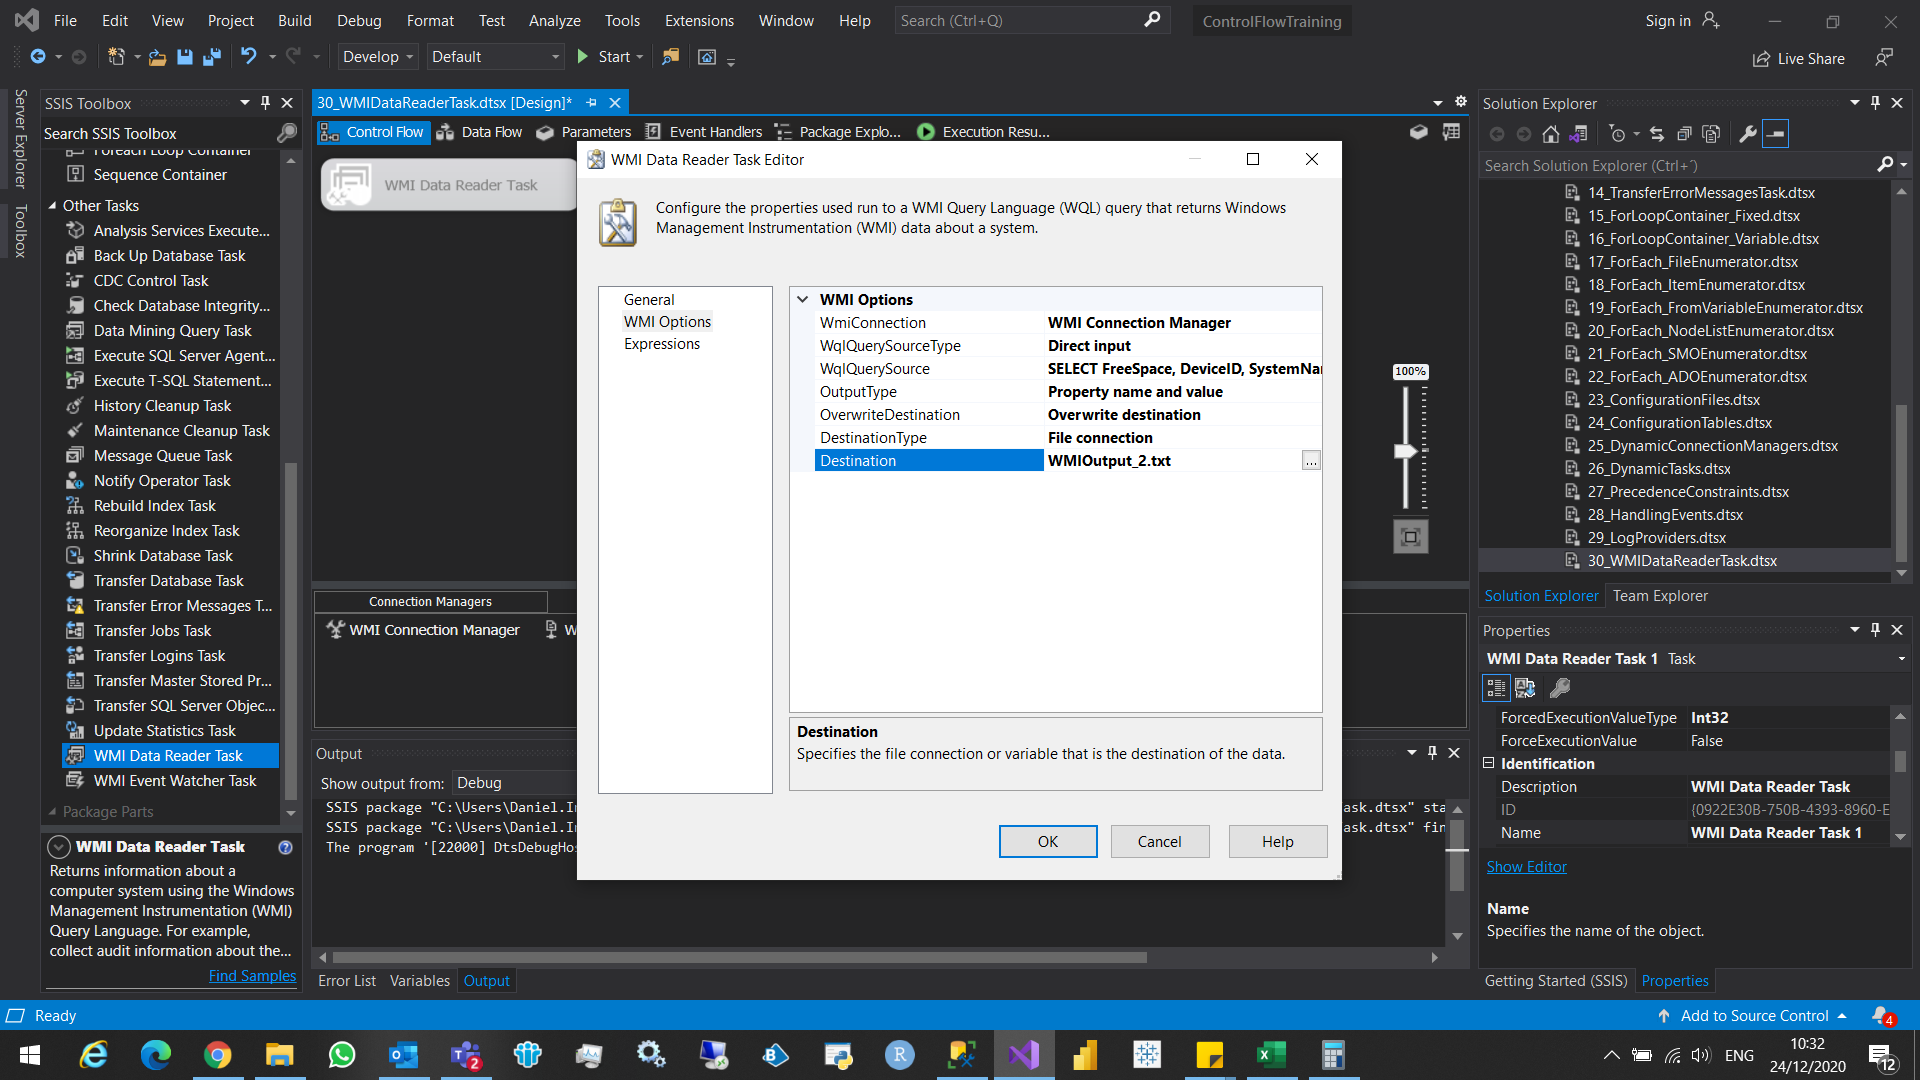 File Edit View Project Build Debug Format Test Analyze Tools Extensions Window Help Search (Ctrl+Q) ControlFlowTraining Sign in
Develop Default Start Live Share
Server Explorer
Toolbox
SSIS Toolbox
Search SSIS Toolbox
Foreach Loop Container
Sequence Container
Other Tasks
Analysis Services Execute...
Back Up Database Task
CDC Control Task
Check Database Integrity...
Data Mining Query Task
Execute SQL Server Agent...
Execute T-SQL Statement...
History Cleanup Task
Maintenance Cleanup Task
Message Queue Task
Notify Operator Task
Rebuild Index Task
Reorganize Index Task
Shrink Database Task
Transfer Database Task
Transfer Error Messages T...
Transfer Jobs Task
Transfer Logins Task
Transfer Master Stored Pr...
Transfer SQL Server Objec...
Update Statistics Task
WMI Data Reader Task
WMI Event Watcher Task
Package Parts
WMI Data Reader Task
Returns information about a
computer system using the Windows
Management Instrumentation (WMI)
Query Language. For example,
collect audit information about the...
Find Samples
30_WMIDataReaderTask.dtsx [Design]*
Control Flow Data Flow Parameters Event Handlers Package Explo... Execution Resu...
WMI Data Reader Task
100%
Connection Managers
WMI Connection Manager W
WMI Data Reader Task Editor
Configure the properties used run to a WMI Query Language (WQL) query that returns Windows
Management Instrumentation (WMI) data about a system.
General
WMI Options
Expressions
WMI Options
WmiConnection WMI Connection Manager
WqlQuerySourceType Direct input
WqlQuerySource SELECT FreeSpace, DeviceID, SystemNa
OutputType Property name and value
OverwriteDestination Overwrite destination
DestinationType File connection
Destination WMIOutput_2.txt ...
Destination
Specifies the file connection or variable that is the destination of the data.
OK Cancel Help
Output
Show output from: Debug
SSIS package "C:\Users\Daniel.I ask.dtsx" sta
SSIS package "C:\Users\Daniel.I ask.dtsx" fin
The program '[22000] DtsDebugHo
Error List Variables Output
Solution Explorer
Search Solution Explorer (Ctrl+´)
14_TransferErrorMessagesTask.dtsx
15_ForLoopContainer_Fixed.dtsx
16_ForLoopContainer_Variable.dtsx
17_ForEach_FileEnumerator.dtsx
18_ForEach_ItemEnumerator.dtsx
19_ForEach_FromVariableEnumerator.dtsx
20_ForEach_NodeListEnumerator.dtsx
21_ForEach_SMOEnumerator.dtsx
22_ForEach_ADOEnumerator.dtsx
23_ConfigurationFiles.dtsx
24_ConfigurationTables.dtsx
25_DynamicConnectionManagers.dtsx
26_DynamicTasks.dtsx
27_PrecedenceConstraints.dtsx
28_HandlingEvents.dtsx
29_LogProviders.dtsx
30_WMIDataReaderTask.dtsx
Solution Explorer Team Explorer
Properties
WMI Data Reader Task 1 Task
ForcedExecutionValueType Int32
ForceExecutionValue False
Identification
Description WMI Data Reader Task
ID {0922E30B-750B-4393-8960-E
Name WMI Data Reader Task 1
Show Editor
Name
Specifies the name of the object.
Getting Started (SSIS) Properties
Ready Add to Source Control 4
2 ENG 10:32
24/12/2020 12